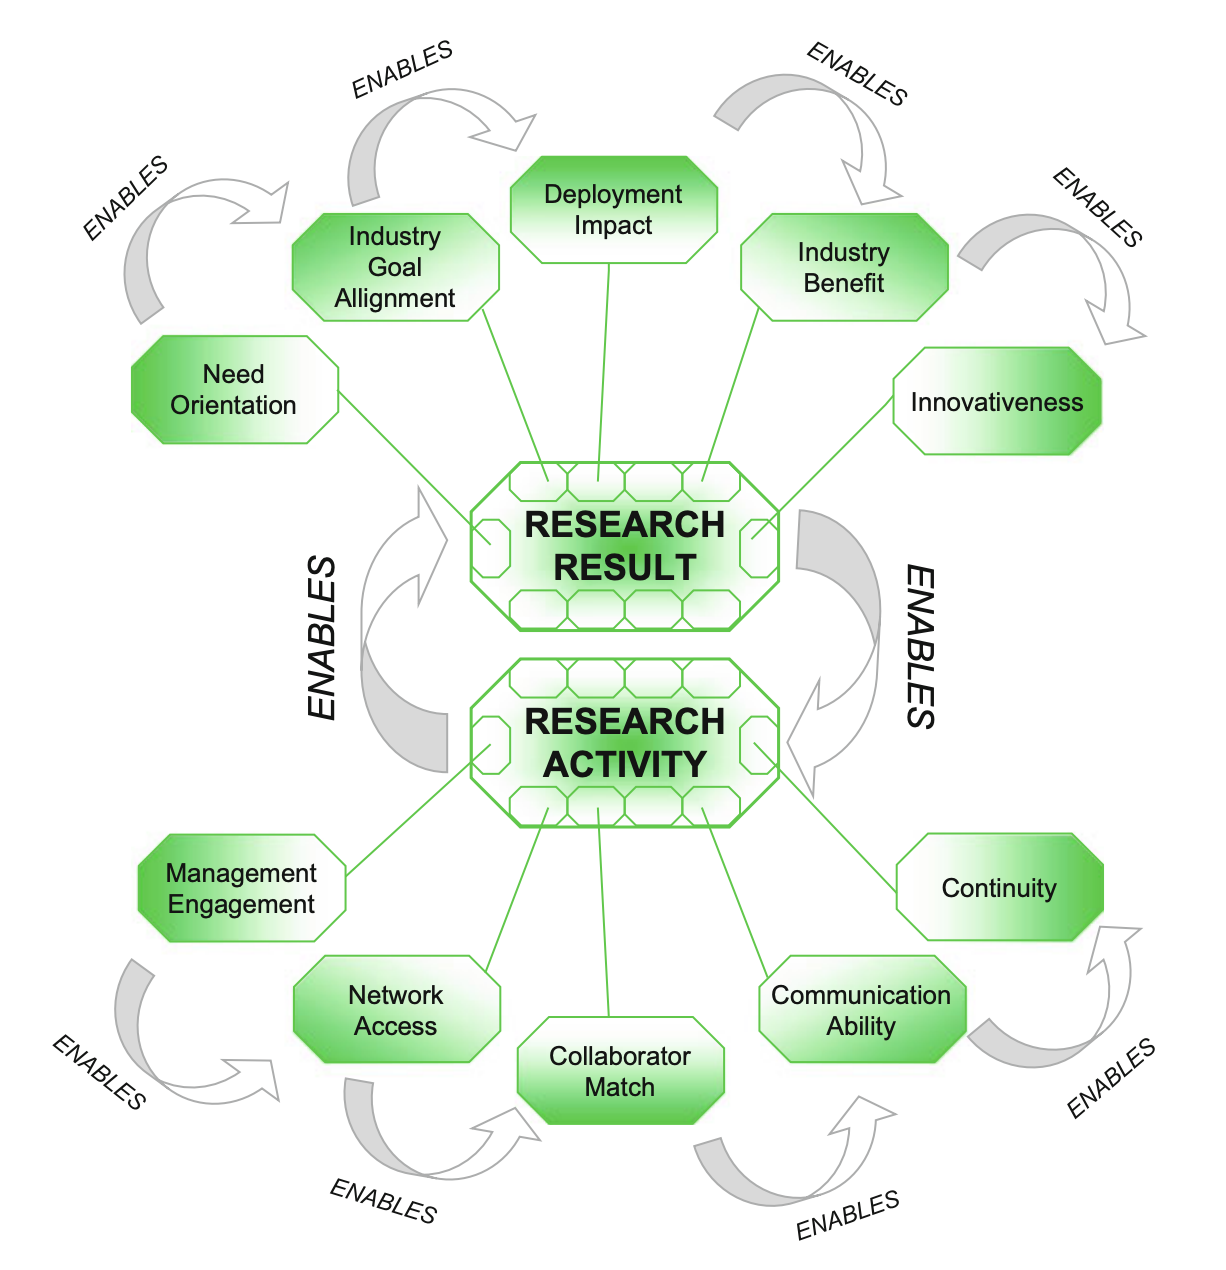 ENABLES
ENABLES
ENABLES
ENABLES
Deployment
Impact
Industry
Goal
Allignment
Industry
Benefit
Need
Orientation
Innovativeness
RESEARCH
RESULT
ENABLES
ENABLES
RESEARCH
ACTIVITY
Management
Engagement
Continuity
Network
Access
Communication
Ability
Collaborator
Match
ENABLES
ENABLES
ENABLES
ENABLES